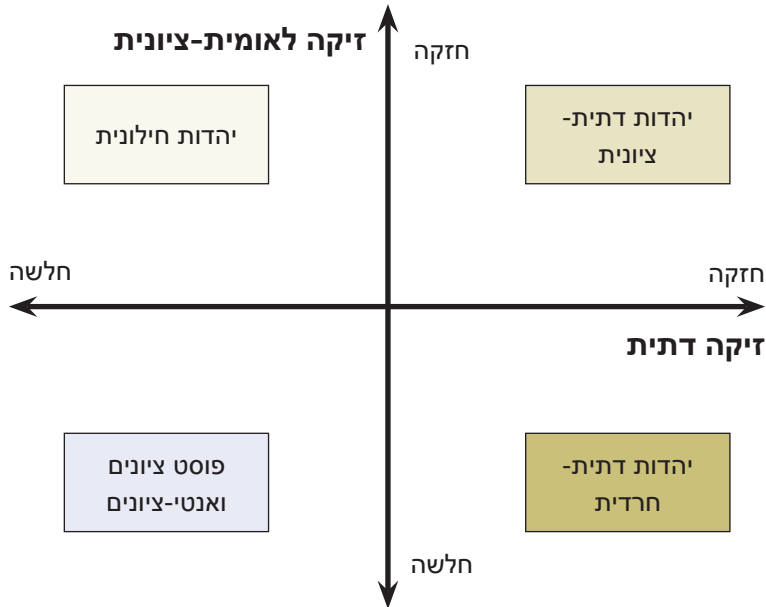 זיקה לאומית-ציונית
חזקה
יהדות דתית-
ציונית
יהדות חילונית
חזקה
חלשה
זיקה דתית
יהדות דתית-
חרדית
פוסט ציונים
ואנטי-ציונים
חלשה